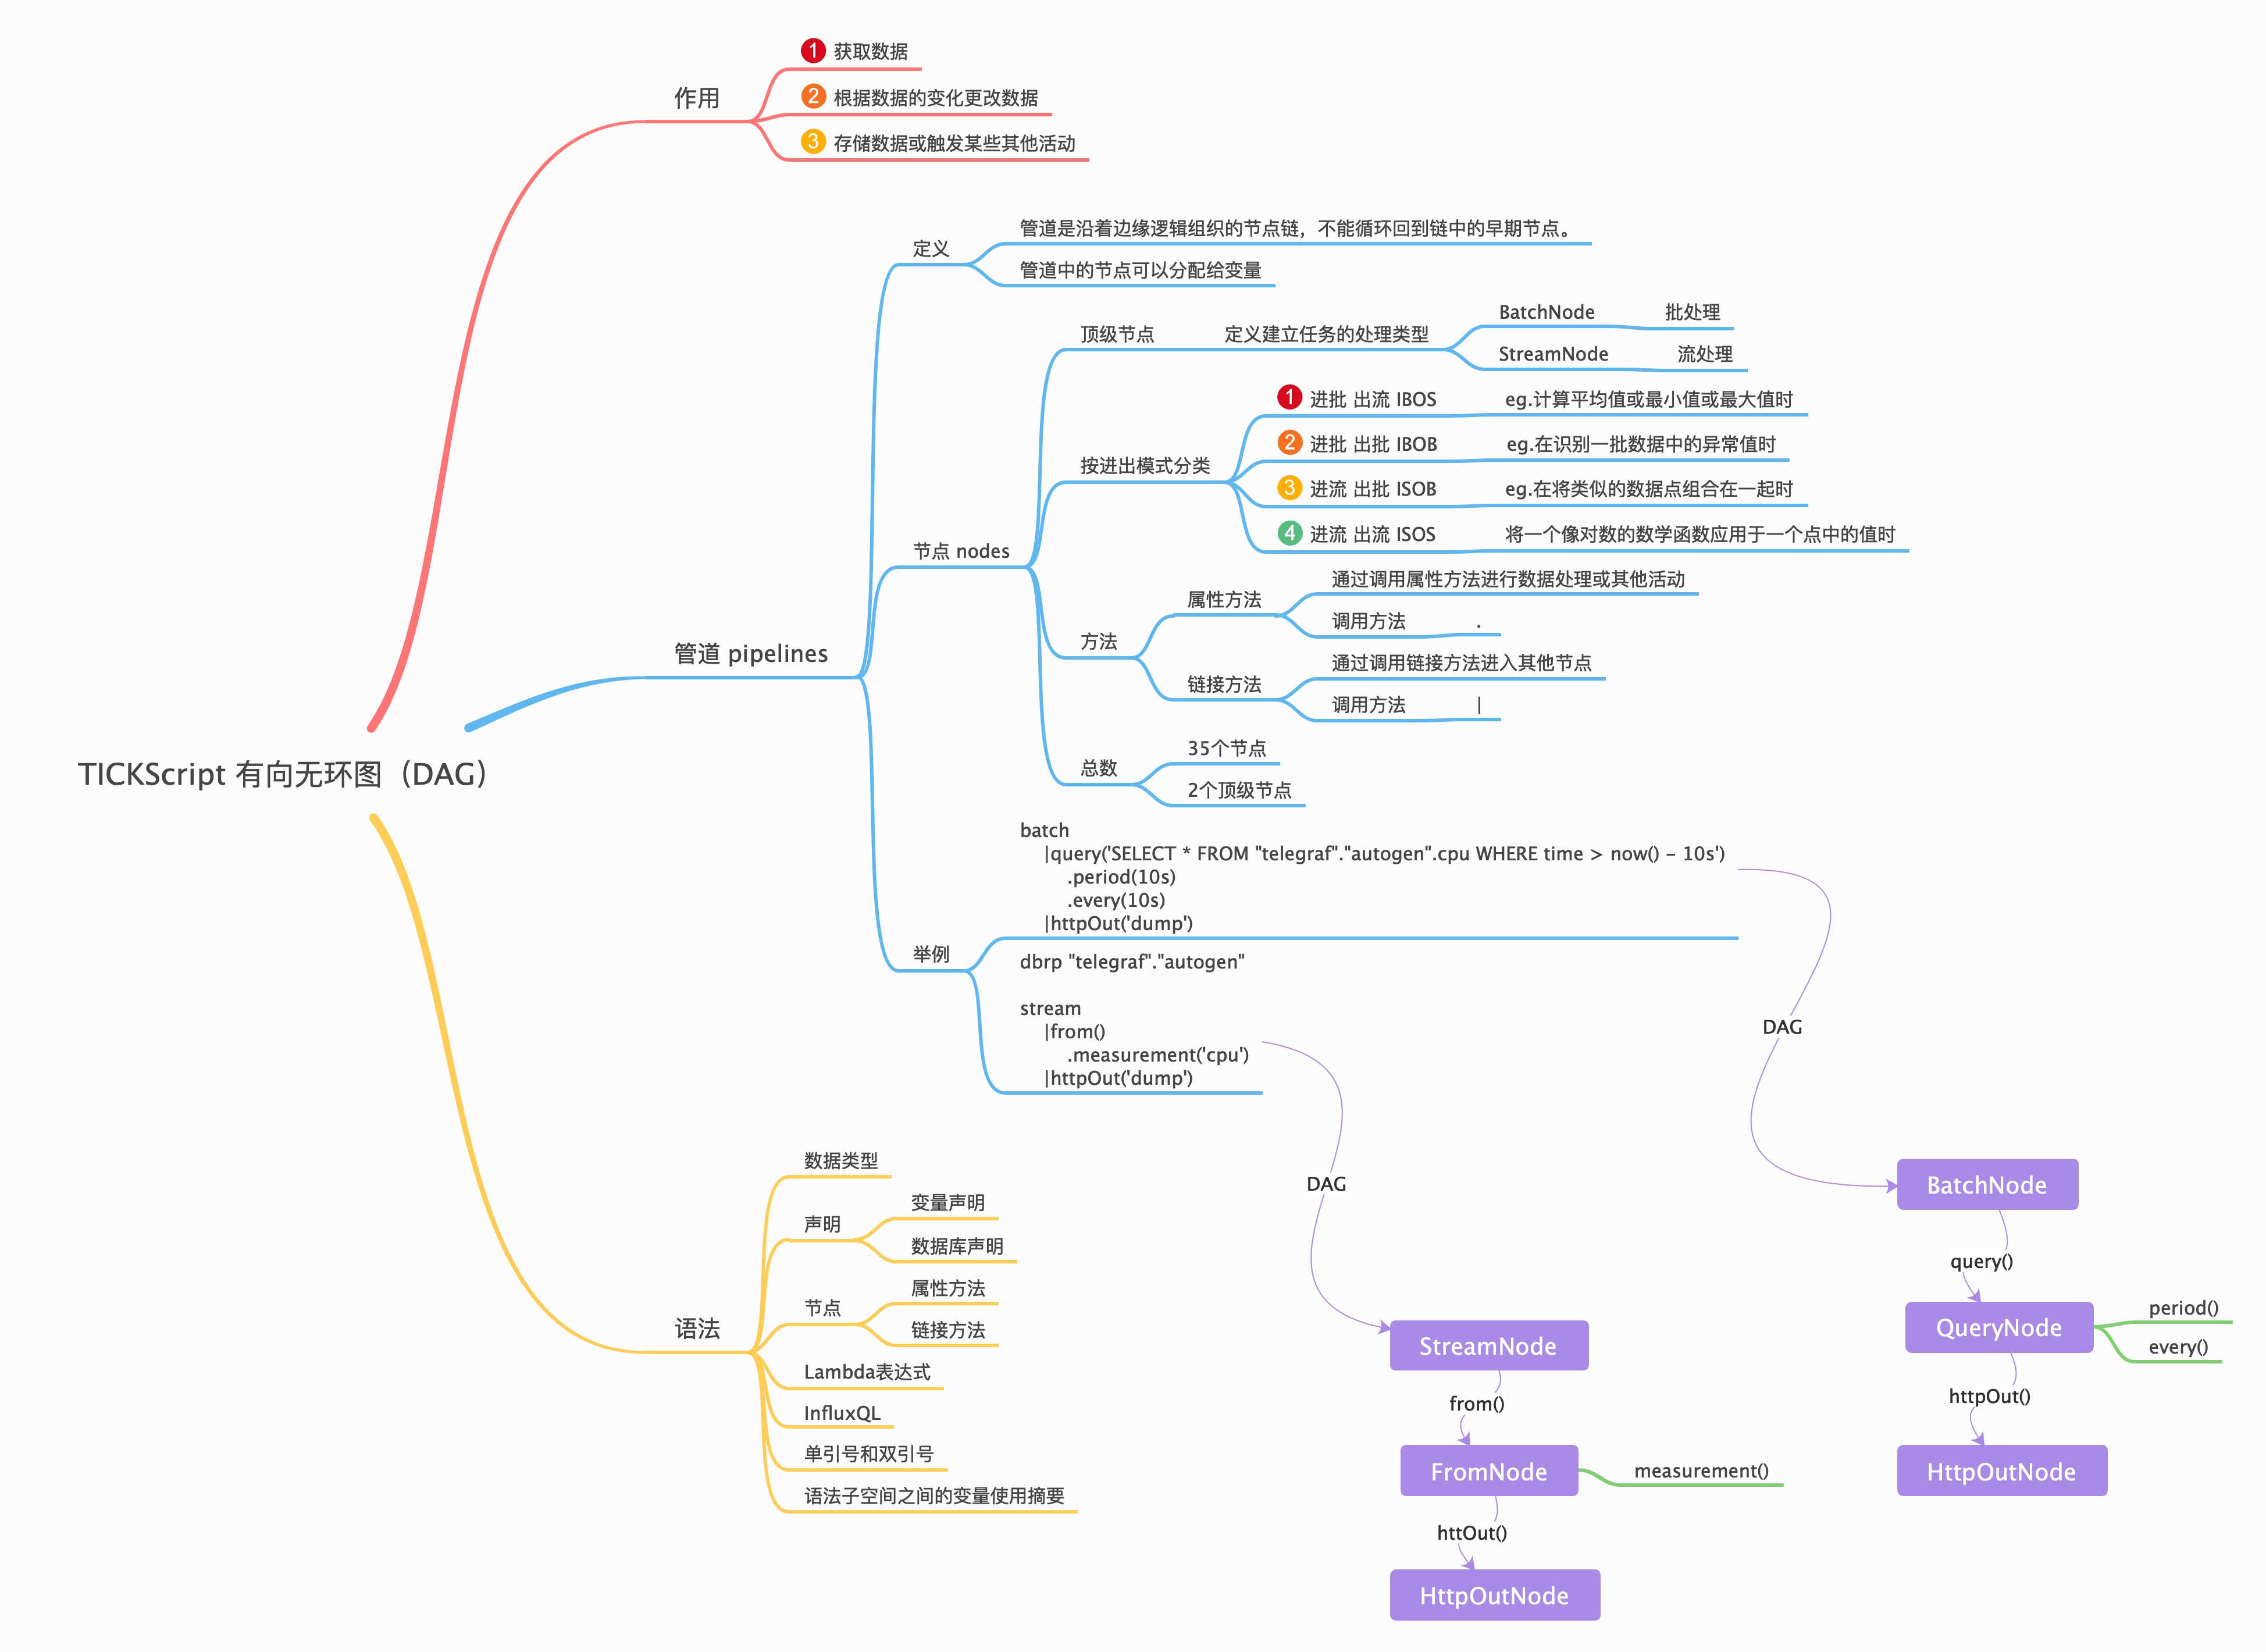 TICKScript 有向无环图（DAG）
作用
1 获取数据
2 根据数据的变化更改数据
3 存储数据或触发某些其他活动
管道 pipelines
定义
管道是沿着边缘逻辑组织的节点链，不能循环回到链中的早期节点。
管道中的节点可以分配给变量
节点 nodes
顶级节点
定义建立任务的处理类型
BatchNode
批处理
StreamNode
流处理
按进出模式分类
1 进批 出流 IBOS
eg.计算平均值或最小值或最大值时
2 进批 出批 IBOB
eg.在识别一批数据中的异常值时
3 进流 出批 ISOB
eg.在将类似的数据点组合在一起时
4 进流 出流 ISOS
将一个像对数的数学函数应用于一个点中的值时
方法
属性方法
通过调用属性方法进行数据处理或其他活动
调用方法
.
链接方法
通过调用链接方法进入其他节点
调用方法
|
总数
35个节点
2个顶级节点
举例
batch
|query('SELECT * FROM "telegraf"."autogen".cpu WHERE time > now() - 10s')
.period(10s)
.every(10s)
|httpOut('dump')
dbrp "telegraf"."autogen"
stream
|from()
.measurement('cpu')
|httpOut('dump')
DAG
BatchNode
query()
QueryNode
period()
every()
httpOut()
HttpOutNode
DAG
StreamNode
from()
FromNode
measurement()
httOut()
HttpOutNode
语法
数据类型
声明
变量声明
数据库声明
节点
属性方法
链接方法
Lambda表达式
InfluxQL
单引号和双引号
语法子空间之间的变量使用摘要